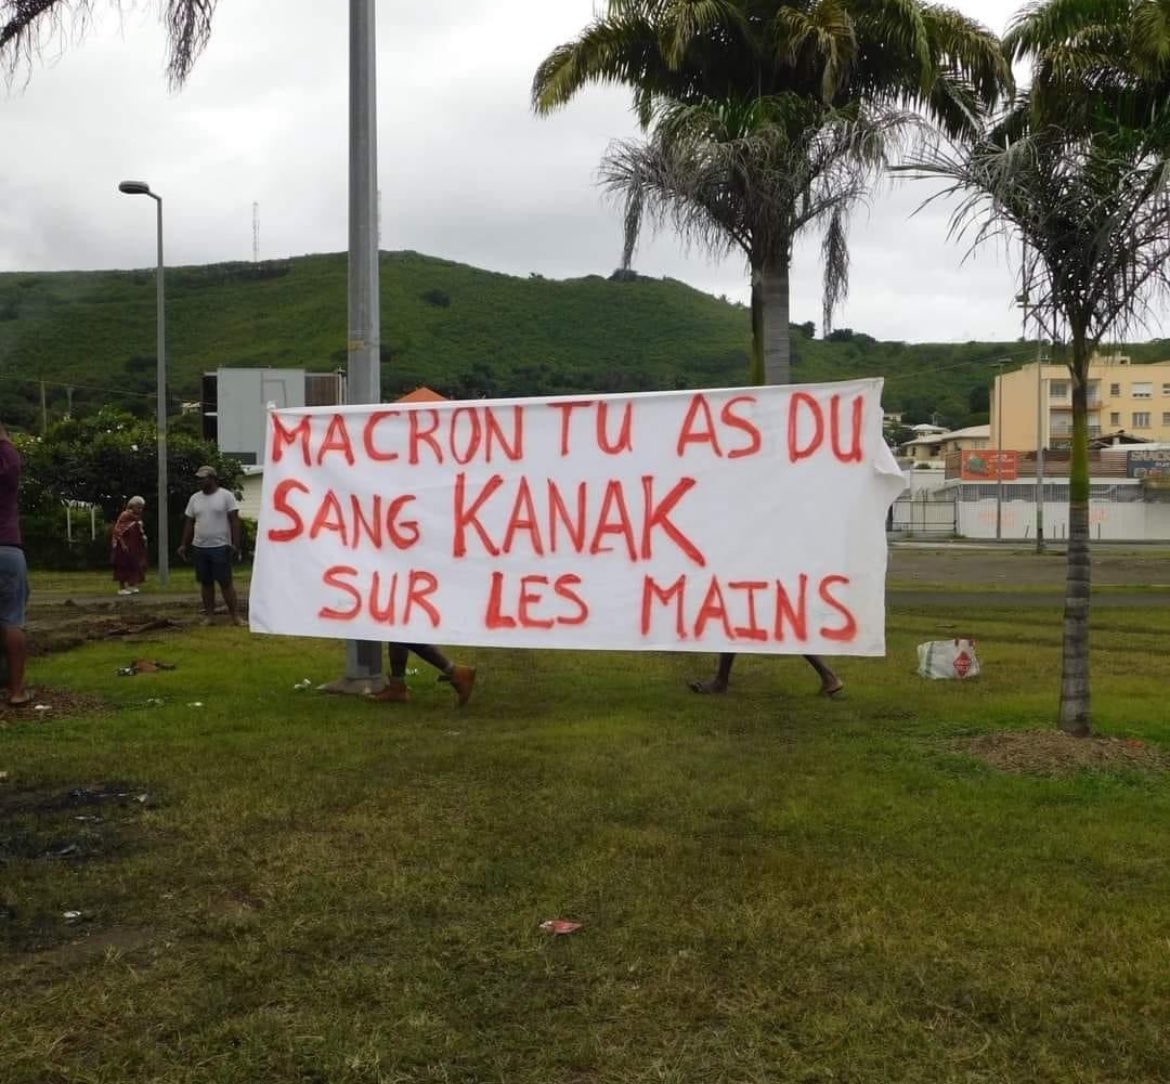 MACRON TU AS DU
SANG KANAK
SUR LES MAINS